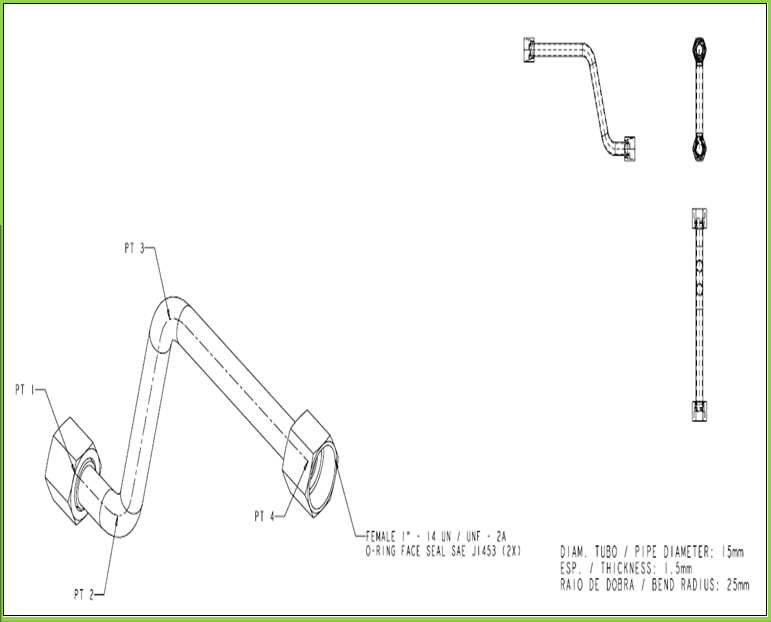 PT 3
PT 1
PT 4
PT 2
FEMALE 1" - 14 UN / UNF - 2A
O-RING FACE SEAL SAE J1453 (2X)
DIAM. TUBO / PIPE DIAMETER: 15mm
ESP. / THICKNESS: 1.5mm
RAIO DE DOBRA / BEND RADIUS: 25mm